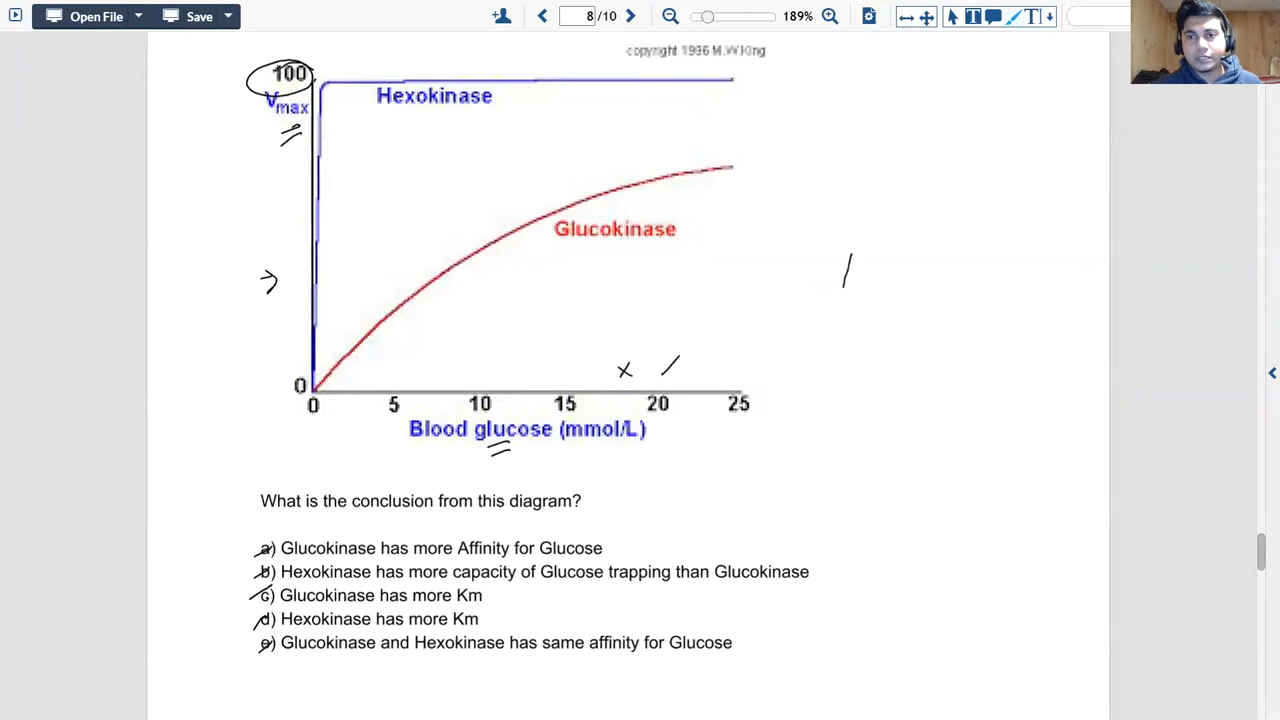 Open File
Save
8 /10
189%
copyright 1996 M.W.King
100
Vmax
Hexokinase
Glucokinase
0
0 5 10 15 20 25
Blood glucose (mmol/L)
What is the conclusion from this diagram?
a) Glucokinase has more Affinity for Glucose
b) Hexokinase has more capacity of Glucose trapping than Glucokinase
c) Glucokinase has more Km
d) Hexokinase has more Km
e) Glucokinase and Hexokinase has same affinity for Glucose